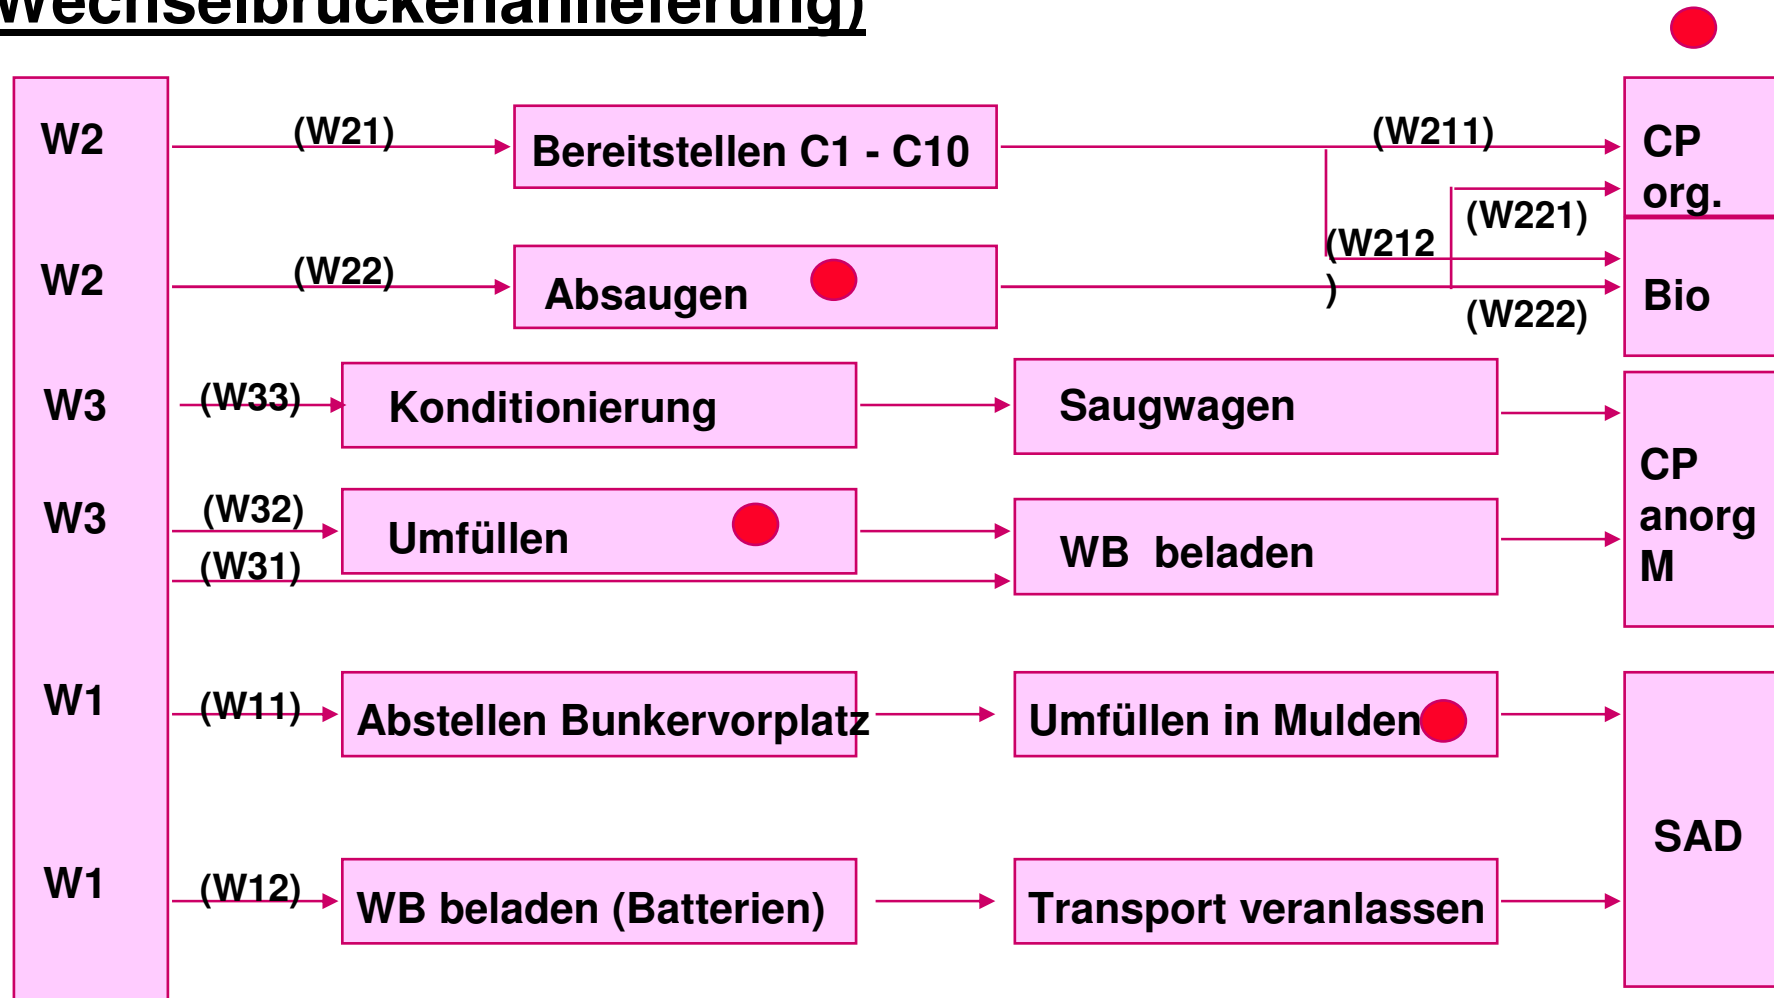 Wechselbrückenanlieferung)
W2
(W21)
Bereitstellen C1 - C10
(W211)
CP
org.
(W221)
(W212
)
W2
(W22)
Absaugen
(W222)
Bio
W3
(W33)
Konditionierung
Saugwagen
W3
(W32)
Umfüllen
(W31)
WB beladen
CP
anorg
M
W1
(W11)
Abstellen Bunkervorplatz
Umfüllen in Mulden
SAD
W1
(W12)
WB beladen (Batterien)
Transport veranlassen